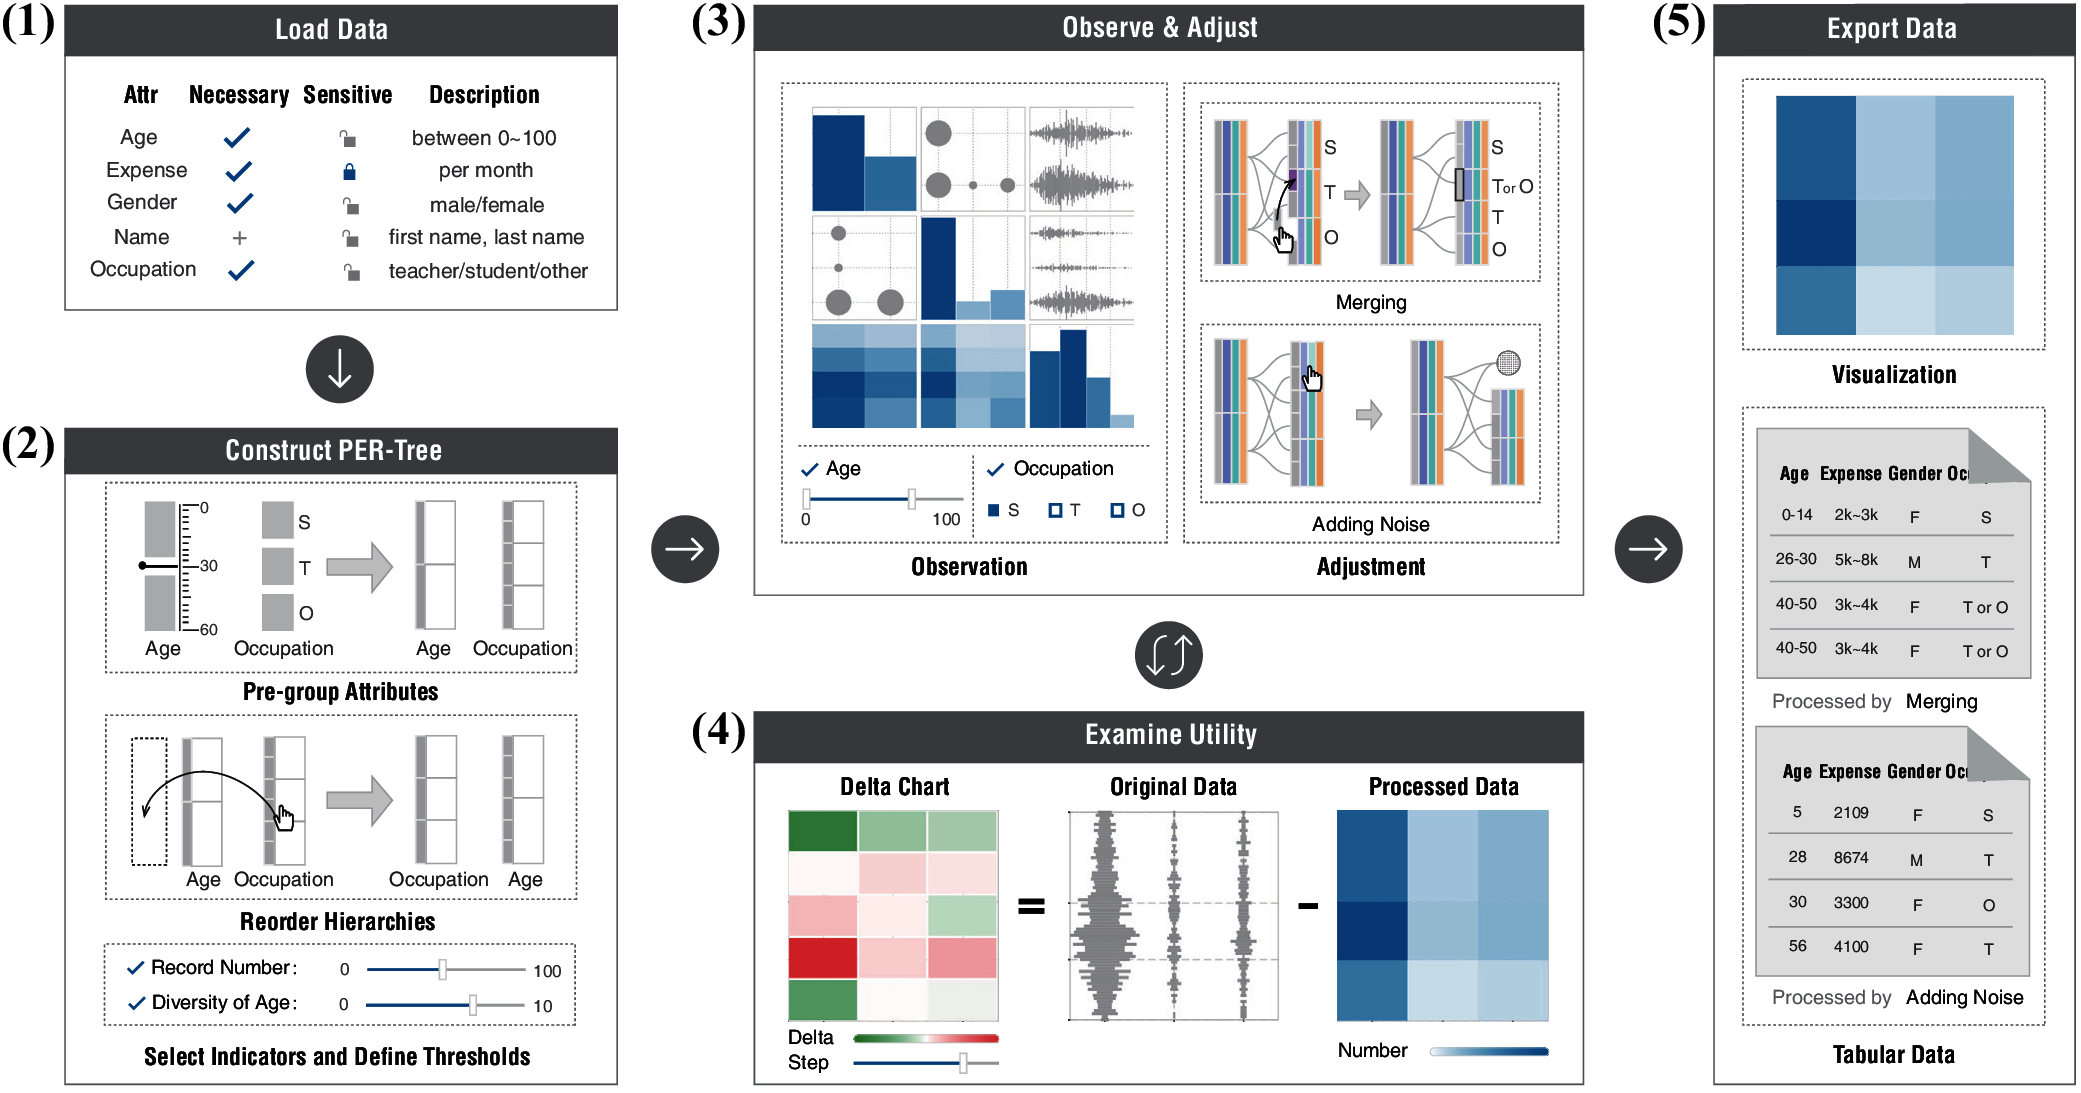 (1) Load Data
Attr Necessary Sensitive Description
Age between 0~100
Expense per month
Gender male/female
Name + first name, last name
Occupation teacher/student/other
(2) Construct PER-Tree
0
30
60
S
T
O
Age Occupation Age Occupation
Pre-group Attributes
Age Occupation Occupation Age
Reorder Hierarchies
Record Number: 0 100
Diversity of Age: 0 10
Select Indicators and Define Thresholds
(3) Observe & Adjust
Age
0 100
Occupation
S T O
Observation
S
T
O
S
T or O
T
O
Merging
Adding Noise
Adjustment
(4) Examine Utility
Delta Chart Original Data Processed Data
= -
Delta
Step
Number
(5) Export Data
Visualization
Age Expense Gender Occ
0-14 2k~3k F S
26-30 5k~8k M T
40-50 3k~4k F T or O
40-50 3k~4k F T or O
Processed by Merging
Age Expense Gender Occ
5 2109 F S
28 8674 M T
30 3300 F O
56 4100 F T
Processed by Adding Noise
Tabular Data